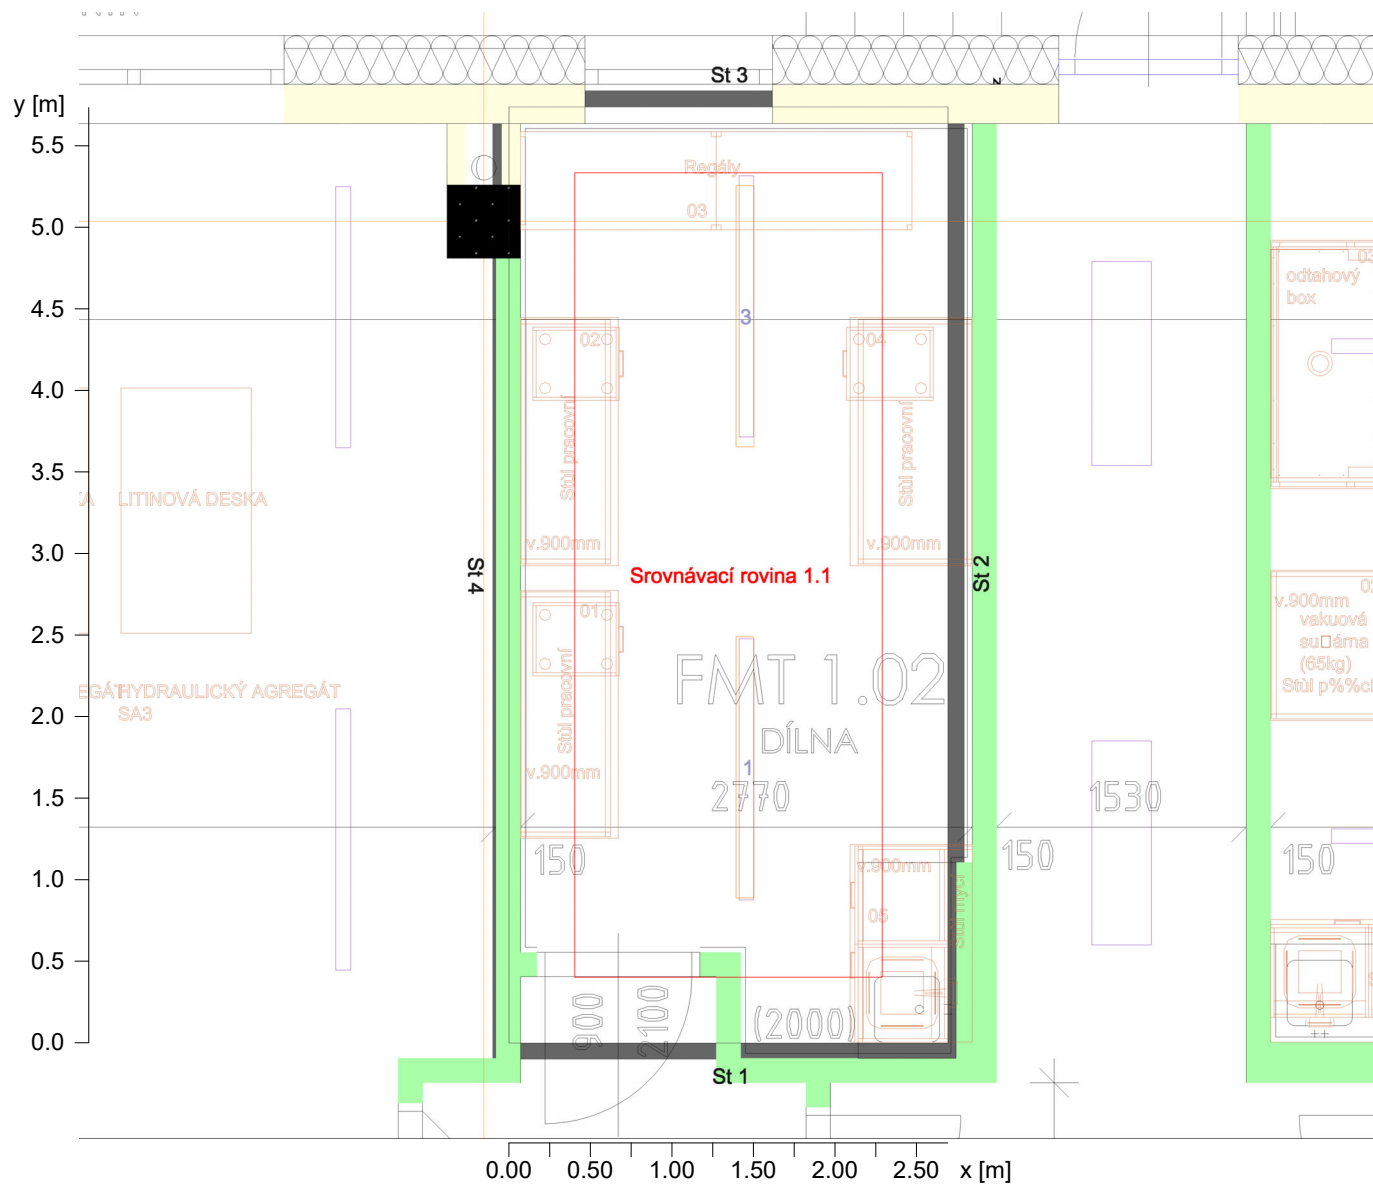 St 3
z
y [m]
5.5
5.0
4.5
4.0
3.5
3.0
2.5
2.0
1.5
1.0
0.5
0.0
Regály
03
3
02
04
Stůl pracovní
Stůl pracovní
v.900mm
v.900mm
LITINOVÁ DESKA
St 4
Srovnávací rovina 1.1
St 2
01
Stůl pracovní
v.900mm
HYDRAULICKÝ AGREGÁT
SA3
FMT 1.02
DÍLNA
1
2770
1530
150
150
150
v.900mm
05
900
2100
(2000)
St 1
odtahový
box
v.900mm
vakuová
su□árna
(65kg)
0.00 0.50 1.00 1.50 2.00 2.50 x [m]